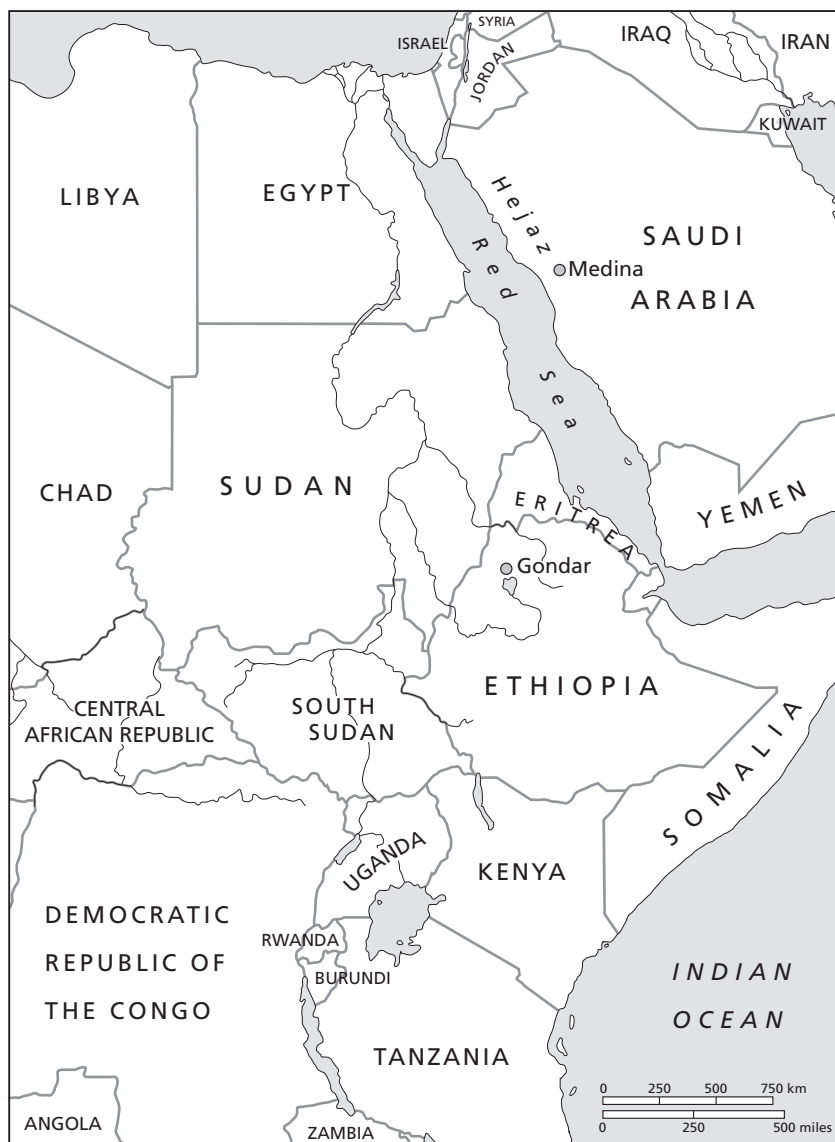 SYRIA
ISRAEL
IRAQ
IRAN
JORDAN
KUWAIT
LIBYA
EGYPT
Hejaz
SAUDI
ARABIA
Medina
Red Sea
CHAD
SUDAN
ERITREA
YEMEN
Gondar
ETHIOPIA
CENTRAL
AFRICAN REPUBLIC
SOUTH
SUDAN
SOMALIA
UGANDA
KENYA
DEMOCRATIC
REPUBLIC OF
THE CONGO
RWANDA
BURUNDI
INDIAN
OCEAN
TANZANIA
ANGOLA
ZAMBIA
0 250 500 750 km
0 250 500 miles